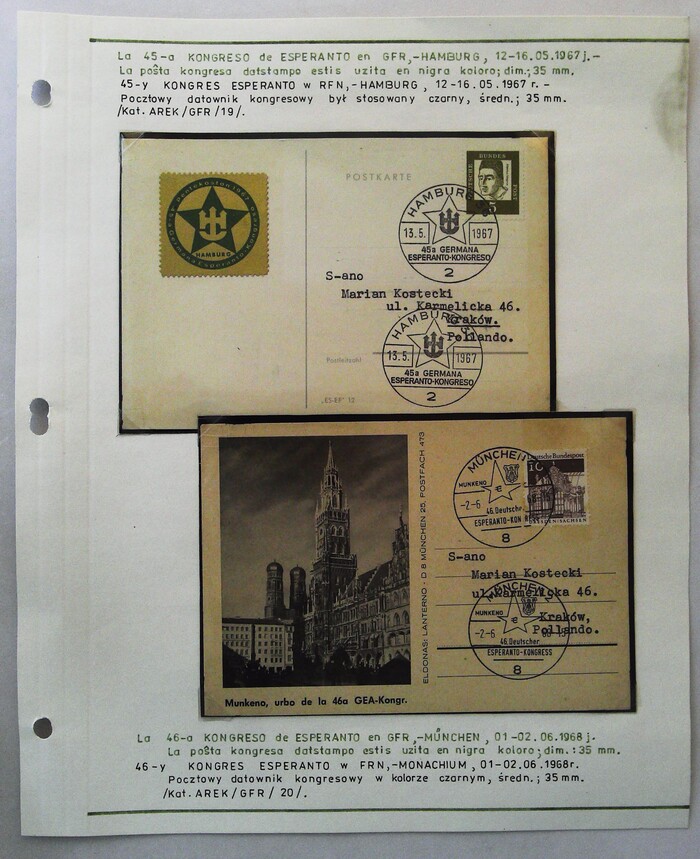 La 45-a KONGRESO de ESPERANTO en GFR,-HAMBURG, 12-16.05.1967 j.-
La poŝta kongresa datstampo estis uzita en nigra koloro; dim.; 35 mm.
45-y KONGRES ESPERANTO w RFN,-HAMBURG, 12-16.05.1967 r.-
Pocztowy datownik kongresowy był stosowany czarny, średn.; 35 mm.
/Kat. AREK/GFR/19/.
POSTKARTE
DEUTSCHE BUNDESPOST
HAMBURG
HAMBURG
13.5. 1967
45a GERMANA
ESPERANTO-KONGRESO
2
S-ano
Marian Kostecki
ul. Karmelicka 46.
Kraków.
Pollando.
HAMBURG
13.5. 1967
45a GERMANA
ESPERANTO-KONGRESO
2
Postleitzahl
MÜNCHEN
MUNKENO
-2-6
46. Deutscher
ESPERANTO-KON
8
Deutsche Bundespost
10
SACHSEN
ELDONAS: LANTERNO · D 8 MÜNCHEN 25, POSTFACH 473
S-ano
Marian Kostecki
ul. Karmelicka 46.
Kraków,
Pollando.
MÜNCHEN
MUNKENO
-2-6
46. Deutscher
ESPERANTO-KONGRESS
8
Munkeno, urbo de la 46a GEA-Kongr.
La 46-a KONGRESO de ESPERANTO en GFR,-MÜNCHEN, 01-02.06.1968 j.
La poŝta kongresa datstampo estis uzita en nigra koloro; dim.: 35 mm.
46-y KONGRES ESPERANTO w FRN,-MONACHIUM, 01-02.06.1968r.
Pocztowy datownik kongresowy w kolorze czarnym, średn.; 35 mm.
/Kat. AREK/GFR/ 20/.